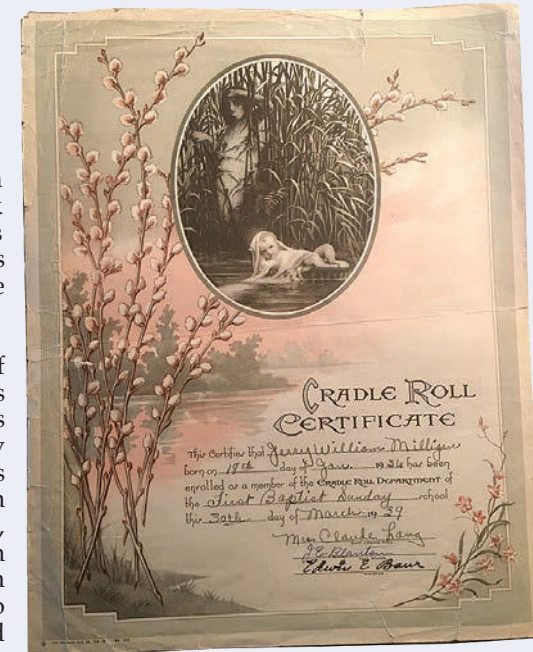 CRADLE ROLL
CERTIFICATE
This Certifies that Jerry William Milligan
born on 18th day of Jan. 1936 has been
enrolled as a member of the CRADLE ROLL DEPARTMENT of
the First Baptist Sunday school
this 30th day of March 1939
Mrs. Claude Lang
J.E. Blanton
Edwin E. Baur